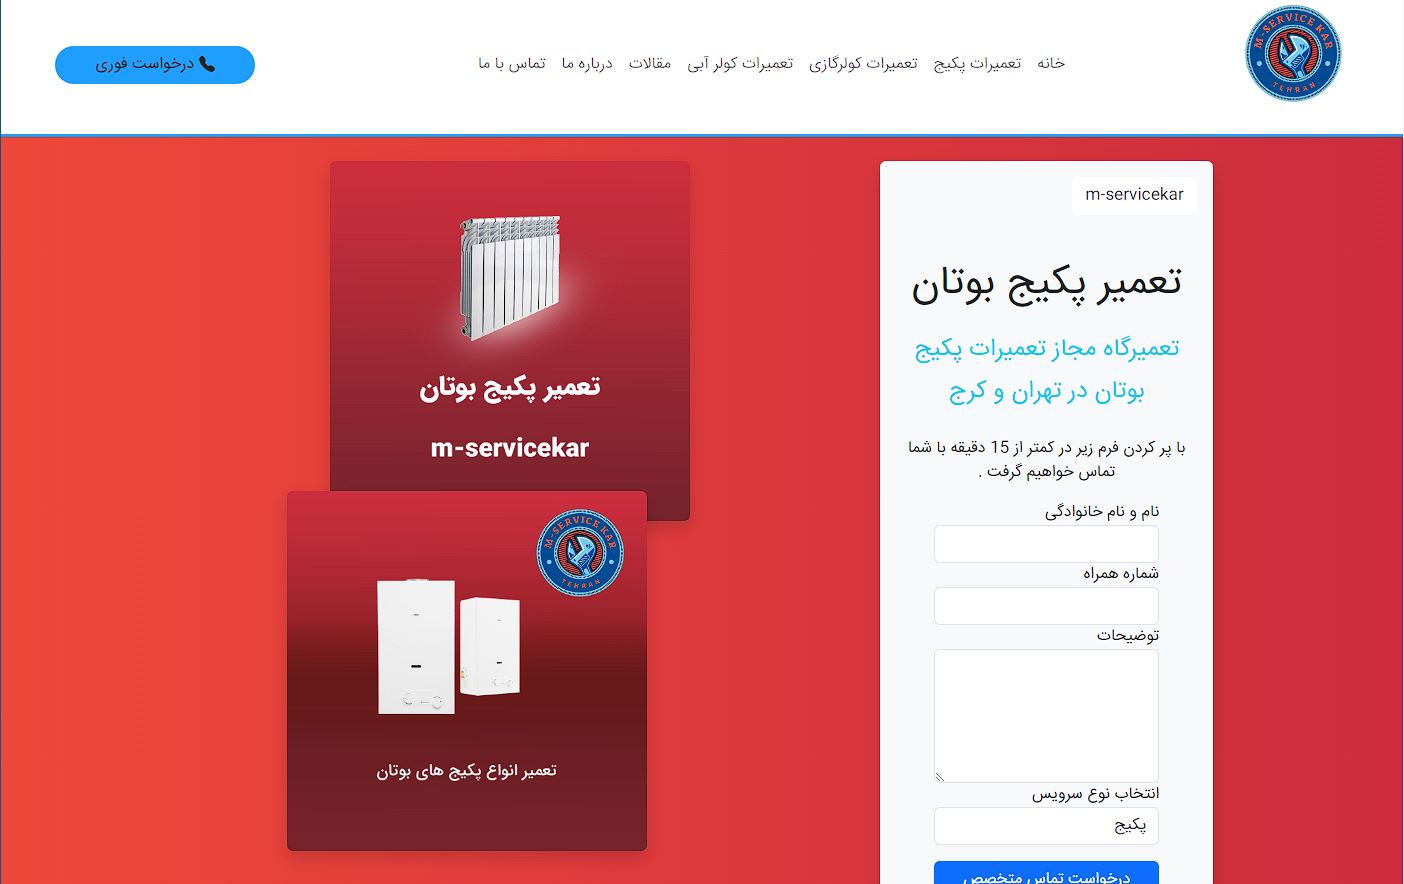 M-SERVICE KAR
TEHRAN
خانه
تعمیرات پکیج
تعمیرات کولرگازی
تعمیرات کولر آبی
مقالات
درباره ما
تماس با ما
درخواست فوری
m-servicekar
تعمیر پکیج بوتان
تعمیرگاه مجاز تعمیرات پکیج
بوتان در تهران و کرج
با پر کردن فرم زیر در کمتر از 15 دقیقه با شما
تماس خواهیم گرفت .
نام و نام خانوادگی
شماره همراه
توضیحات
انتخاب نوع سرویس
پکیج
درخواست تماس متخصص
تعمیر پکیج بوتان
m-servicekar
M-SERVICE KAR
TEHRAN
تعمیر انواع پکیج های بوتان